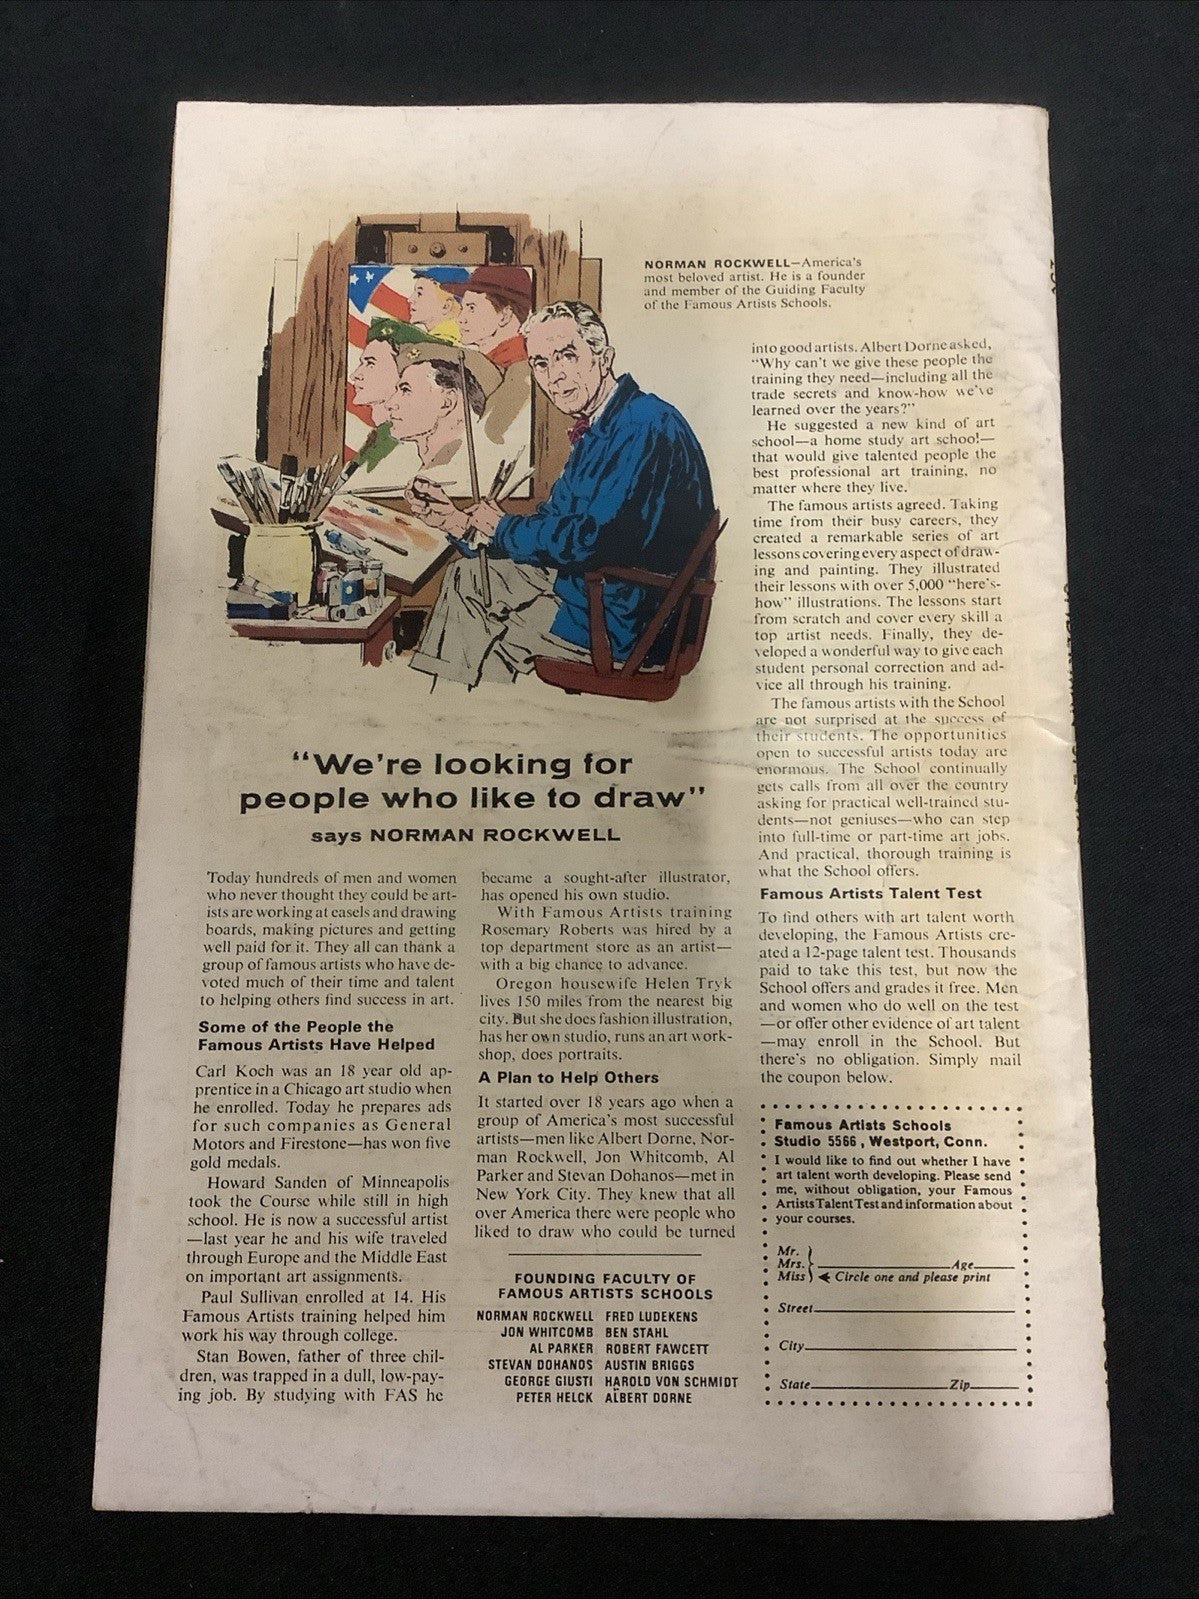 NORMAN ROCKWELL—America's
most beloved artist. He is a founder
and member of the Guiding Faculty
of the Famous Artists Schools.
"We're looking for
people who like to draw"
says NORMAN ROCKWELL
Today hundreds of men and women
who never thought they could be art-
ists are working at easels and drawing
boards, making pictures and getting
well paid for it. They all can thank a
group of famous artists who have de-
voted much of their time and talent
to helping others find success in art.
Some of the People the
Famous Artists Have Helped
Carl Koch was an 18 year old ap-
prentice in a Chicago art studio when
he enrolled. Today he prepares ads
for such companies as General
Motors and Firestone—has won five
gold medals.
Howard Sanden of Minneapolis
took the Course while still in high
school. He is now a successful artist
—last year he and his wife traveled
through Europe and the Middle East
on important art assignments.
Paul Sullivan enrolled at 14. His
Famous Artists training helped him
work his way through college.
Stan Bowen, father of three chil-
dren, was trapped in a dull, low-pay-
ing job. By studying with FAS he
became a sought-after illustrator,
has opened his own studio.
With Famous Artists training
Rosemary Roberts was hired by a
top department store as an artist—
with a big chance to advance.
Oregon housewife Helen Tryk
lives 150 miles from the nearest big
city. But she does fashion illustration,
has her own studio, runs an art work-
shop, does portraits.
A Plan to Help Others
It started over 18 years ago when a
group of America's most successful
artists—men like Albert Dorne, Nor-
man Rockwell, Jon Whitcomb, Al
Parker and Stevan Dohanos—met in
New York City. They knew that all
over America there were people who
liked to draw who could be turned
into good artists. Albert Dorne asked,
"Why can't we give these people the
training they need—including all the
trade secrets and know-how we've
learned over the years?"
He suggested a new kind of art
school—a home study art school—
that would give talented people the
best professional art training, no
matter where they live.
The famous artists agreed. Taking
time from their busy careers, they
created a remarkable series of art
lessons covering every aspect of draw-
ing and painting. They illustrated
their lessons with over 5,000 "here's-
how" illustrations. The lessons start
from scratch and cover every skill a
top artist needs. Finally, they de-
veloped a wonderful way to give each
student personal correction and ad-
vice all through his training.
The famous artists with the School
are not surprised at the success of
their students. The opportunities
open to successful artists today are
enormous. The School continually
gets calls from all over the country
asking for practical well-trained stu-
dents—not geniuses—who can step
into full-time or part-time art jobs.
And practical, thorough training is
what the School offers.
Famous Artists Talent Test
To find others with art talent worth
developing, the Famous Artists cre-
ated a 12-page talent test. Thousands
paid to take this test, but now the
School offers and grades it free. Men
and women who do well on the test
—or offer other evidence of art talent
—may enroll in the School. But
there's no obligation. Simply mail
the coupon below.
FOUNDING FACULTY OF
FAMOUS ARTISTS SCHOOLS
NORMAN ROCKWELL FRED LUDEKENS
JON WHITCOMB BEN STAHL
AL PARKER ROBERT FAWCETT
STEVAN DOHANOS AUSTIN BRIGGS
GEORGE GIUSTI HAROLD VON SCHMIDT
PETER HELCK ALBERT DORNE
Famous Artists Schools
Studio 5566, Westport, Conn.
I would like to find out whether I have
art talent worth developing. Please send
me, without obligation, your Famous
Artists Talent Test and information about
your courses.
Mr.
Mrs. Age
Miss Circle one and please print
Street
City
State Zip